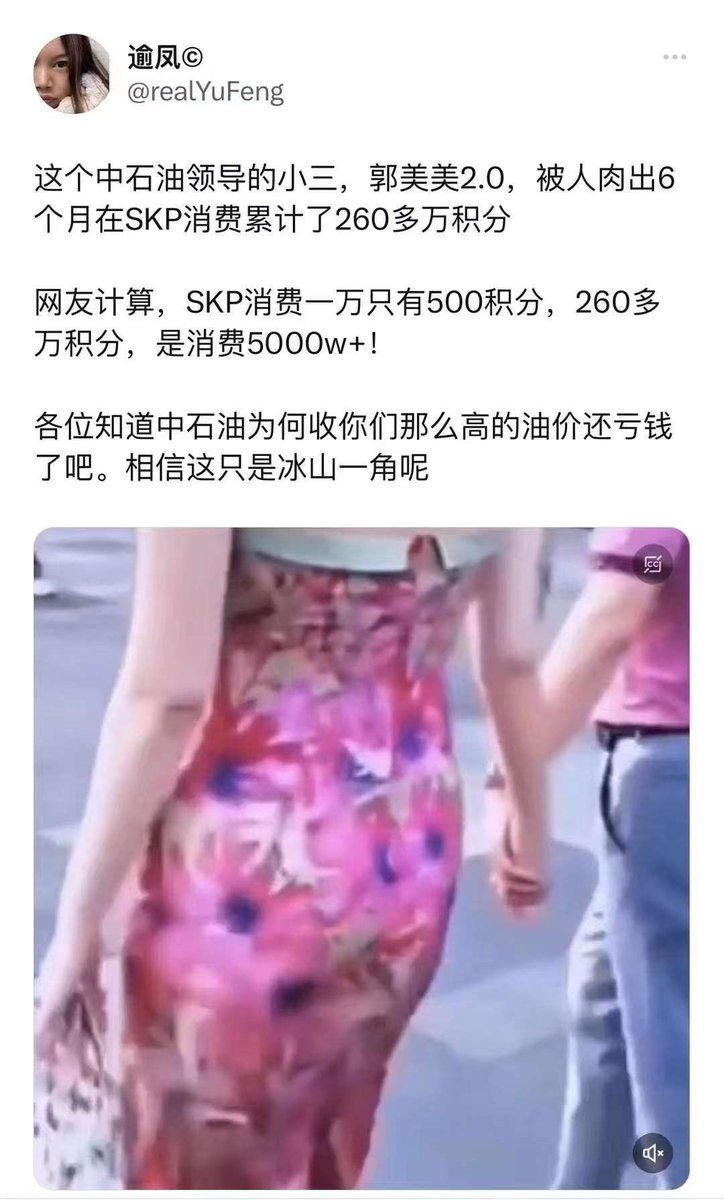 逾凤©
@realYuFeng
这个中石油领导的小三，郭美美2.0，被人肉出6
个月在SKP消费累计了260多万积分
网友计算，SKP消费一万只有500积分，260多
万积分，是消费5000w+！
各位知道中石油为何收你们那么高的油价还亏钱
了吧。相信这只是冰山一角呢
CC